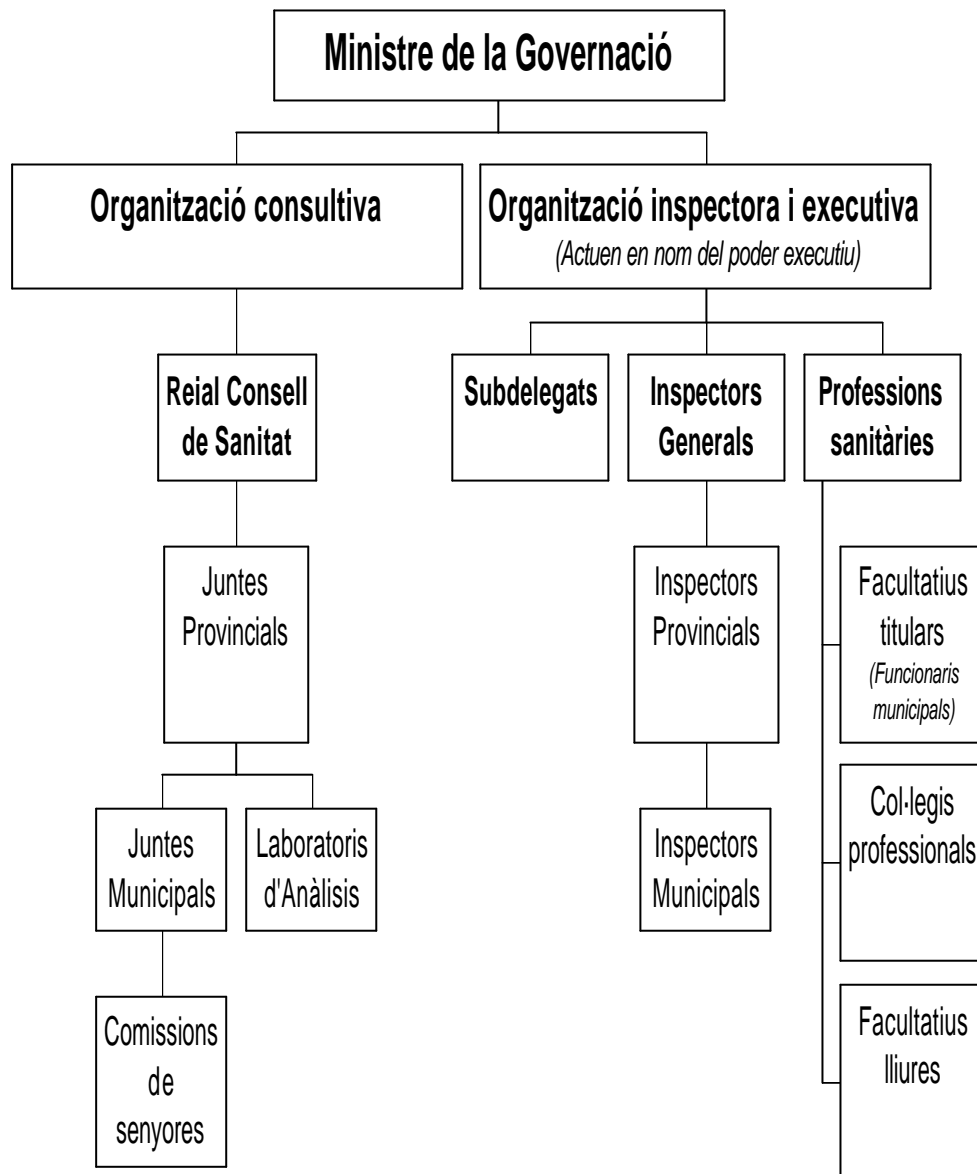 Ministre de la Governació
Organització consultiva
Organització inspectora i executiva
(Actuen en nom del poder executiu)
Reial Consell
de Sanitat
Subdelegats
Inspectors
Generals
Professions
sanitàries
Juntes
Provincials
Inspectors
Provincials
Facultatius
titulars
(Funcionaris
municipals)
Juntes
Municipals
Laboratoris
d'Anàlisis
Inspectors
Municipals
Col·legis
professionals
Comissions
de
senyores
Facultatius
lliures